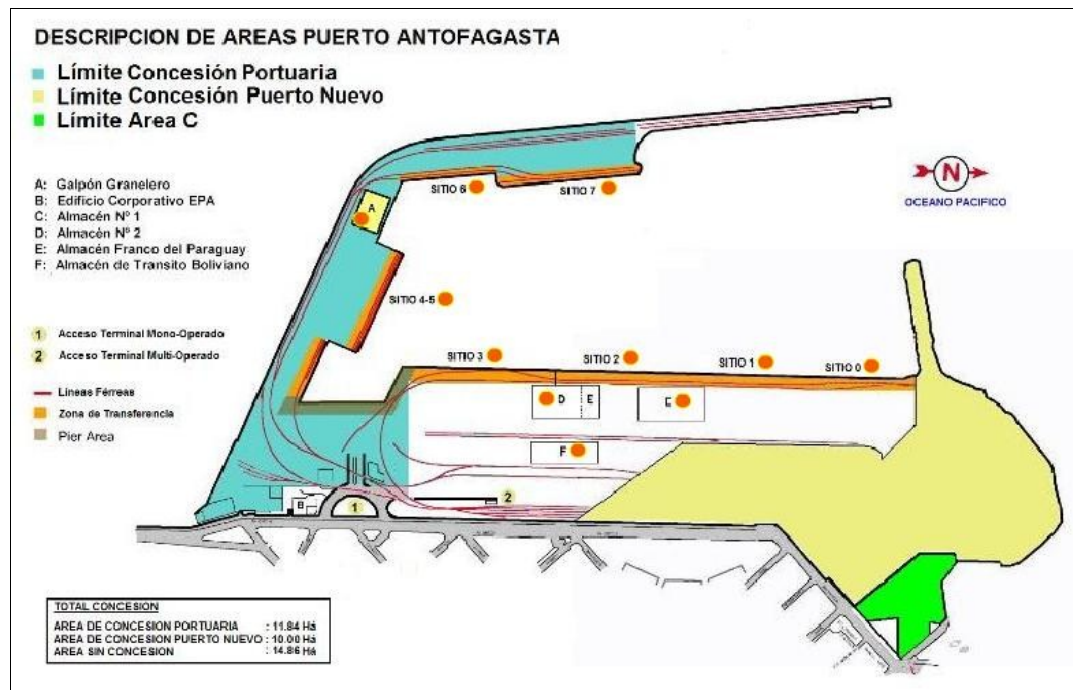 DESCRIPCION DE AREAS PUERTO ANTOFAGASTA
Límite Concesión Portuaria
Límite Concesión Puerto Nuevo
Límite Area C
A: Galpón Granelero
B: Edificio Corporativo EPA
C: Almacén Nº 1
D: Almacén Nº 2
E: Almacén Franco del Paraguay
F: Almacén de Transito Boliviano
1 Acceso Terminal Mono-Operado
2 Acceso Terminal Multi-Operado
Líneas Férreas
Zona de Transferencia
Pier Area
N
OCEANO PACIFICO
SITIO 6
SITIO 7
A
SITIO 4-5
SITIO 3
SITIO 2
SITIO 1
SITIO 0
D
E
F
B
1
2
TOTAL CONCESION
AREA DE CONCESION PORTUARIA : 11.84 Há
AREA DE CONCESION PUERTO NUEVO : 10.00 Há
AREA SIN CONCESION : 14.86 Há